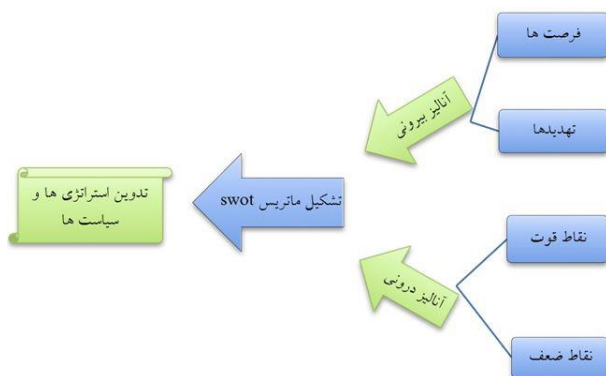 فرصت ها
تهدیدها
آنالیز بیرونی
نقاط قوت
نقاط ضعف
آنالیز درونی
تشکیل ماتریس swot
تدوین استراتژی ها و
سیاست ها